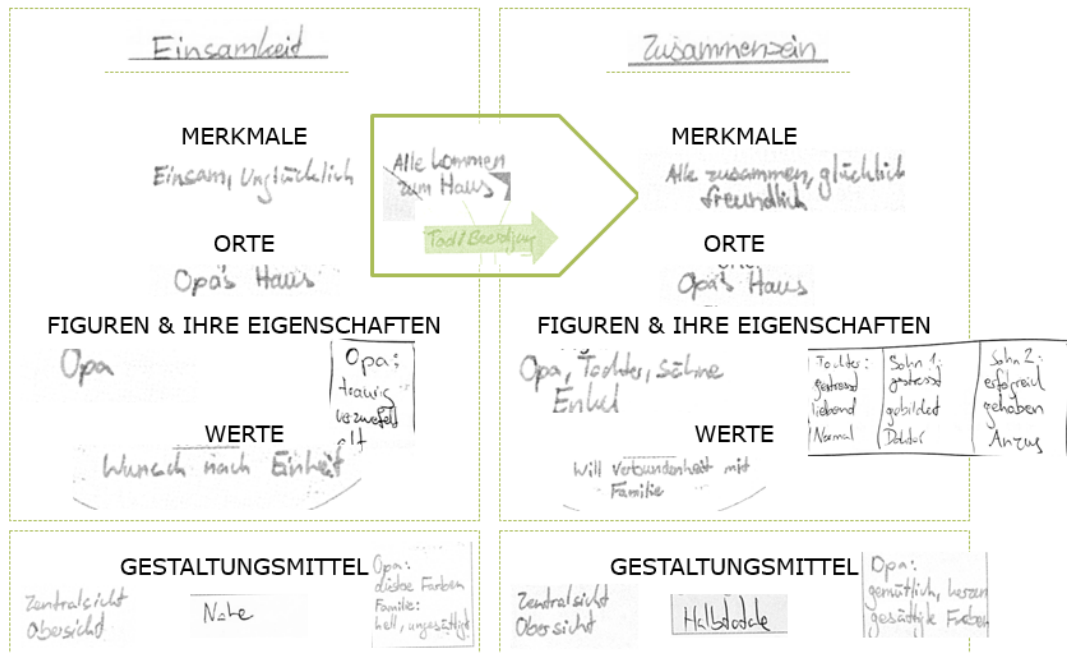 Einsamkeit
MERKMALE
Einsam, Unglücklich
ORTE
Opa's Haus
FIGUREN & IHRE EIGENSCHAFTEN
Opa
Opa:
traurig
verzweifelt
alt
WERTE
Wunsch nach Einheit
GESTALTUNGSMITTEL
Zentralsicht
Obersicht
Nahe
Opa:
düstre Farben
Familie:
hell, ungesättigt
Alle kommen
zum Haus
Tod/Beerdigung
Zusammensein
MERKMALE
Alle zusammen, glücklich
freundlich
ORTE
Opa's Haus
FIGUREN & IHRE EIGENSCHAFTEN
Opa, Tochter, Söhne
Enkel
Tochter:
gestresst
liebend
Normal
Sohn 1:
gestresst
gebildet
Doktor
Sohn 2:
erfolgreich
gehoben
Anzug
WERTE
Will Verbundenheit mit
Familie
GESTALTUNGSMITTEL
Zentralsicht
Obersicht
Halbtotale
Opa:
gemütlich,
gesättigte Farben